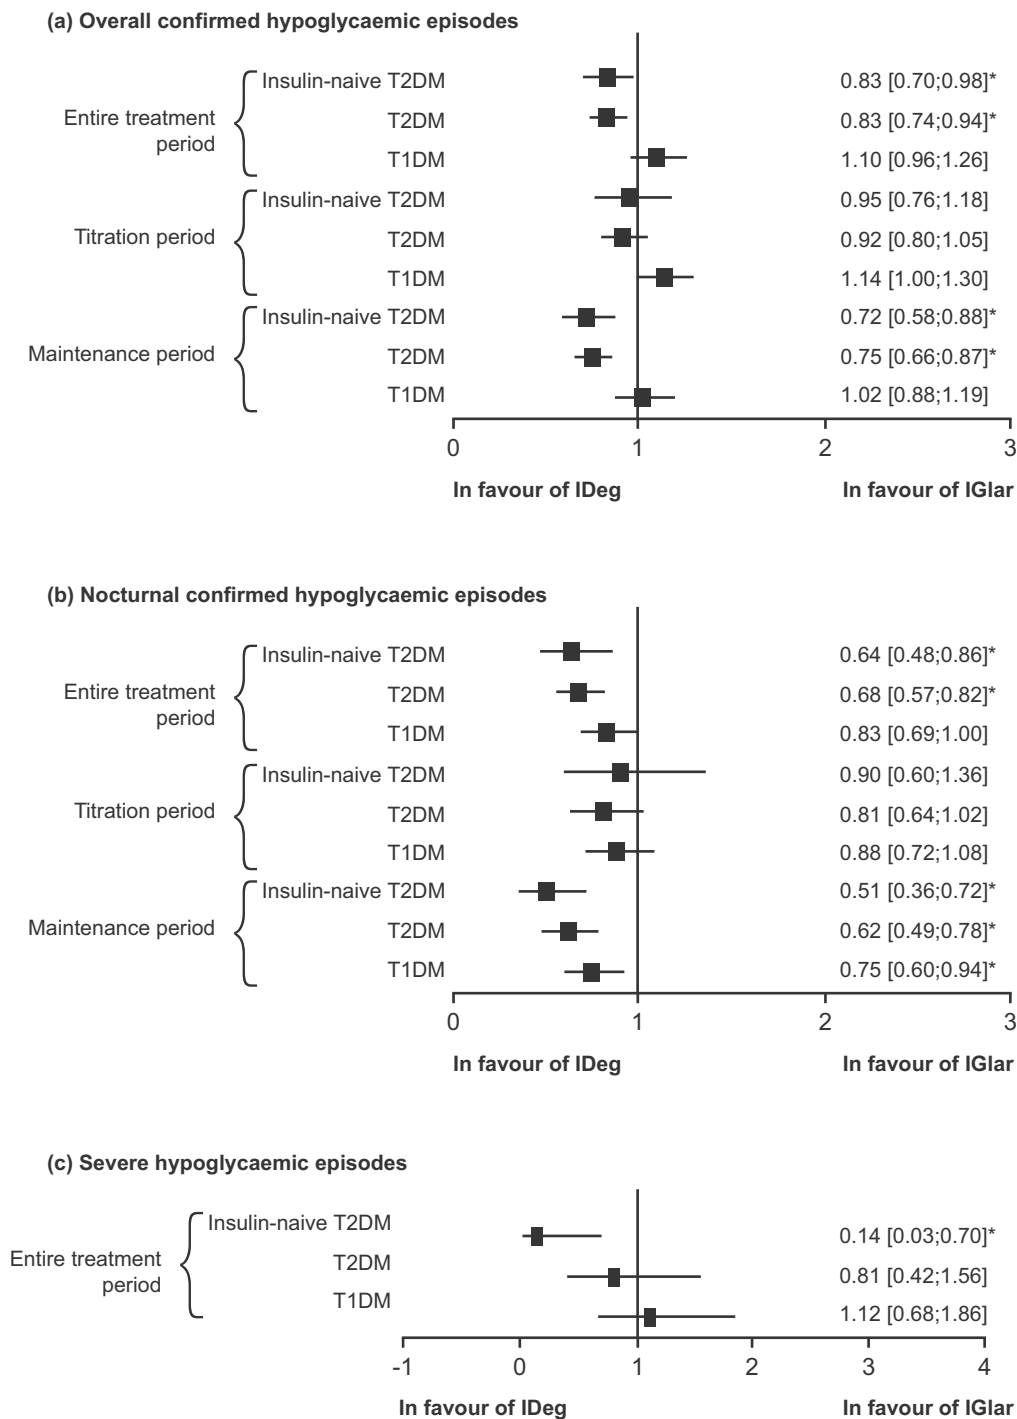 (a) Overall confirmed hypoglycaemic episodes
Entire treatment
period
Insulin-naive T2DM 0.83 [0.70;0.98]*
T2DM 0.83 [0.74;0.94]*
T1DM 1.10 [0.96;1.26]
Titration period
Insulin-naive T2DM 0.95 [0.76;1.18]
T2DM 0.92 [0.80;1.05]
T1DM 1.14 [1.00;1.30]
Maintenance period
Insulin-naive T2DM 0.72 [0.58;0.88]*
T2DM 0.75 [0.66;0.87]*
T1DM 1.02 [0.88;1.19]
0 1 2 3
In favour of IDeg In favour of IGlar
(b) Nocturnal confirmed hypoglycaemic episodes
Entire treatment
period
Insulin-naive T2DM 0.64 [0.48;0.86]*
T2DM 0.68 [0.57;0.82]*
T1DM 0.83 [0.69;1.00]
Titration period
Insulin-naive T2DM 0.90 [0.60;1.36]
T2DM 0.81 [0.64;1.02]
T1DM 0.88 [0.72;1.08]
Maintenance period
Insulin-naive T2DM 0.51 [0.36;0.72]*
T2DM 0.62 [0.49;0.78]*
T1DM 0.75 [0.60;0.94]*
0 1 2 3
In favour of IDeg In favour of IGlar
(c) Severe hypoglycaemic episodes
Entire treatment
period
Insulin-naive T2DM 0.14 [0.03;0.70]*
T2DM 0.81 [0.42;1.56]
T1DM 1.12 [0.68;1.86]
-1 0 1 2 3 4
In favour of IDeg In favour of IGlar